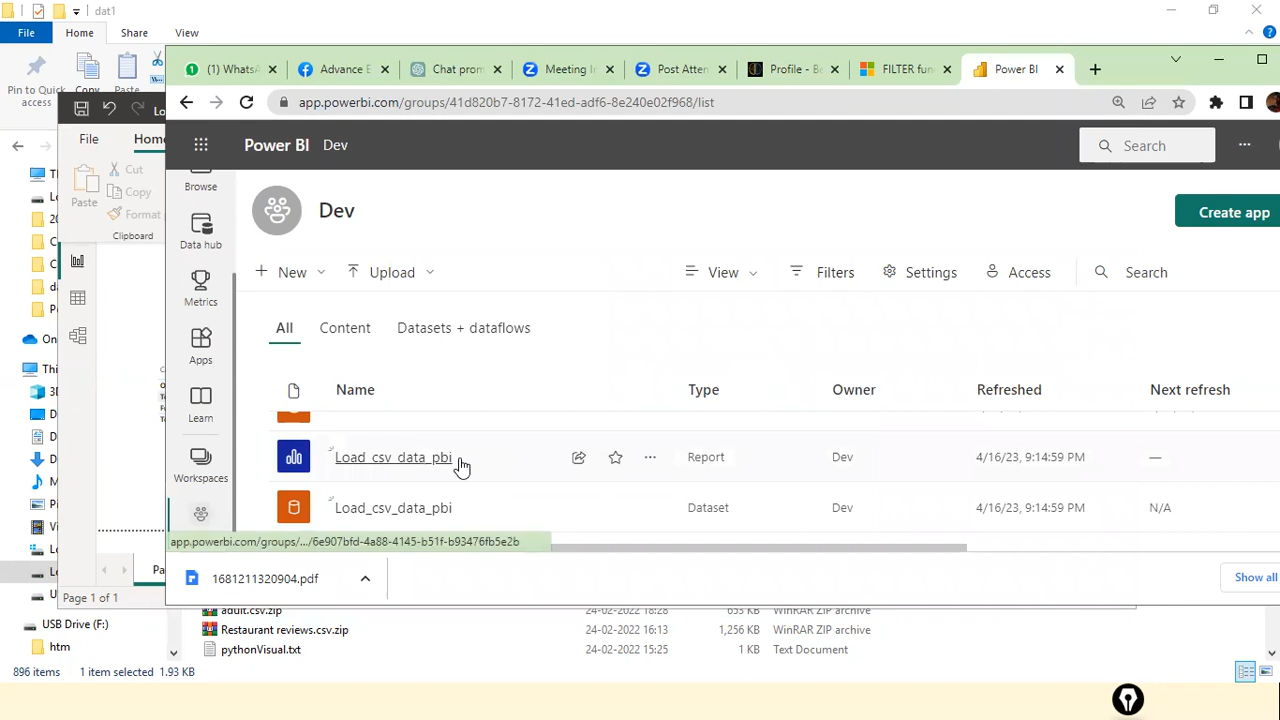 dat1
File Home Share View
Pin to Quick access
Copy Paste
(1) Whats Advance E Chat prom Meeting In Post Atten Profile - Be FILTER fun Power BI
app.powerbi.com/groups/41d820b7-8172-41ed-adf6-8e240e02f968/list
Lo
File Home
Paste
Cut
Copy
Format
Clipboard
Power BI Dev Search
Browse
Data hub
Metrics
Apps
Learn
Workspaces
Dev
Create app
New Upload View Filters Settings Access Search
All Content Datasets + dataflows
Name Type Owner Refreshed Next refresh
Load_csv_data_pbi Report Dev 4/16/23, 9:14:59 PM —
Load_csv_data_pbi Dataset Dev 4/16/23, 9:14:59 PM N/A
app.powerbi.com/groups/.../6e907bfd-4a88-4145-b51f-b93476fb5e2b
1681211320904.pdf Show all
Page 1 of 1
adult.csv.zip 24-02-2022 18:28 653 KB WinRAR ZIP archive
USB Drive (F:) Restaurant reviews.csv.zip 24-02-2022 16:13 1,256 KB WinRAR ZIP archive
htm pythonVisual.txt 24-02-2022 15:25 1 KB Text Document
896 items 1 item selected 1.93 KB